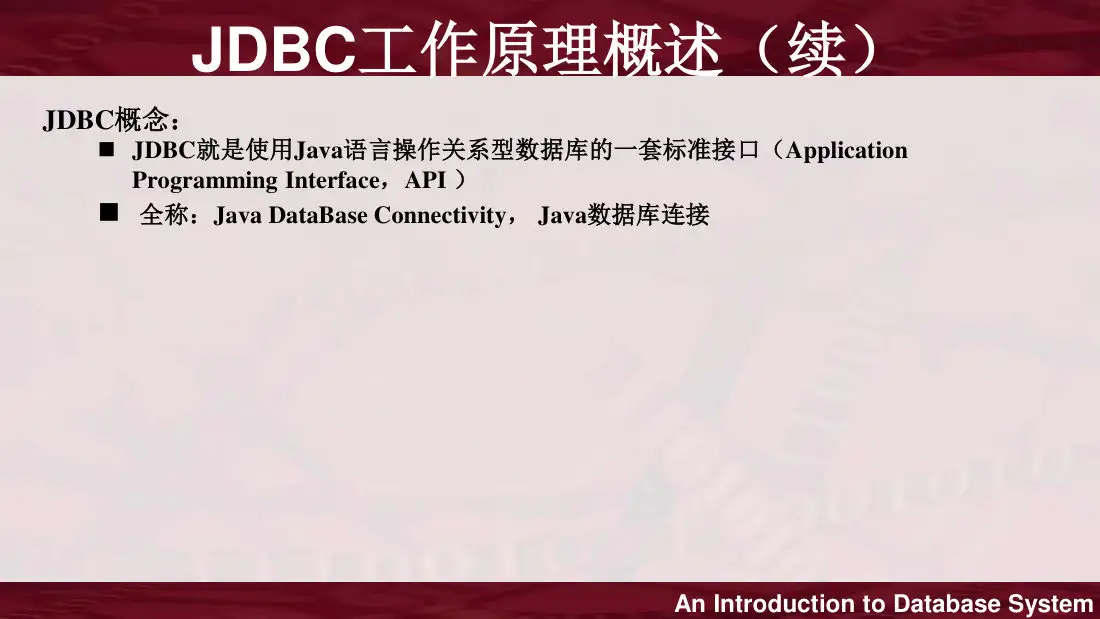 JDBC工作原理概述（续）
JDBC概念：
■ JDBC就是使用Java语言操作关系型数据库的一套标准接口（Application
Programming Interface，API ）
■ 全称：Java DataBase Connectivity， Java数据库连接
An Introduction to Database System